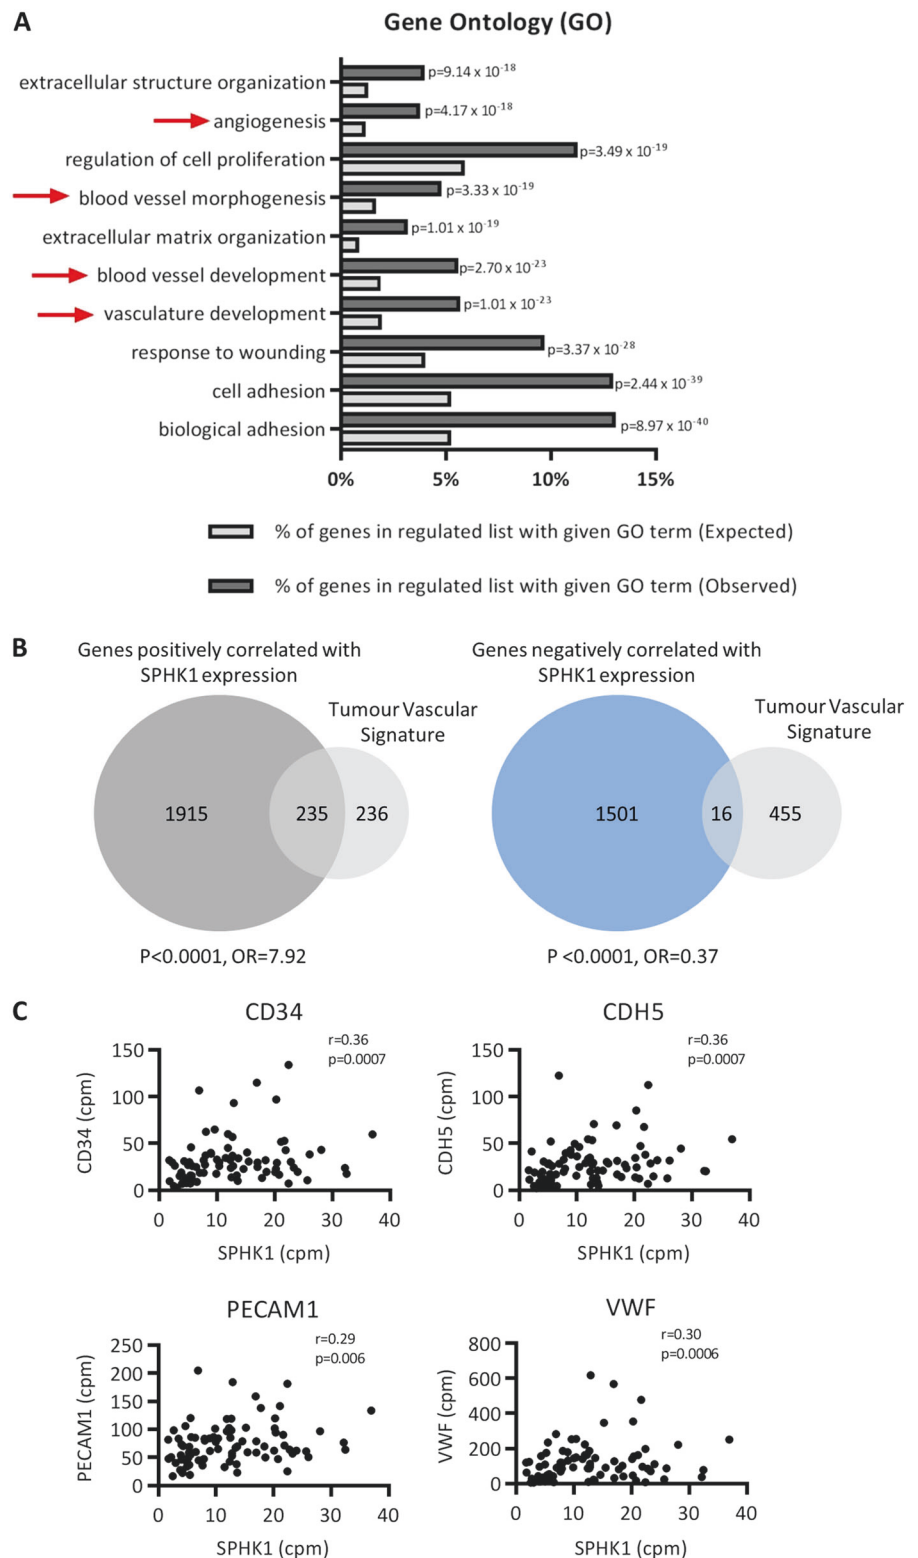 A
Gene Ontology (GO)
extracellular structure organization
p=9.14 x 10-18
angiogenesis
p=4.17 x 10-18
regulation of cell proliferation
p=3.49 x 10-19
blood vessel morphogenesis
p=3.33 x 10-19
extracellular matrix organization
p=1.01 x 10-19
blood vessel development
p=2.70 x 10-23
vasculature development
p=1.01 x 10-23
response to wounding
p=3.37 x 10-28
cell adhesion
p=2.44 x 10-39
biological adhesion
p=8.97 x 10-40
0% 5% 10% 15%
% of genes in regulated list with given GO term (Expected)
% of genes in regulated list with given GO term (Observed)
B
Genes positively correlated with
SPHK1 expression
Tumour Vascular
Signature
1915 235 236
P<0.0001, OR=7.92
Genes negatively correlated with
SPHK1 expression
Tumour Vascular
Signature
1501 16 455
P <0.0001, OR=0.37
C
CD34
r=0.36
p=0.0007
CD34 (cpm)
150
100
50
0
0 10 20 30 40
SPHK1 (cpm)
CDH5
r=0.36
p=0.0007
CDH5 (cpm)
150
100
50
0
0 10 20 30 40
SPHK1 (cpm)
PECAM1
r=0.29
p=0.006
PECAM1 (cpm)
250
200
150
100
50
0
0 10 20 30 40
SPHK1 (cpm)
VWF
r=0.30
p=0.0006
VWF (cpm)
800
600
400
200
0
0 10 20 30 40
SPHK1 (cpm)